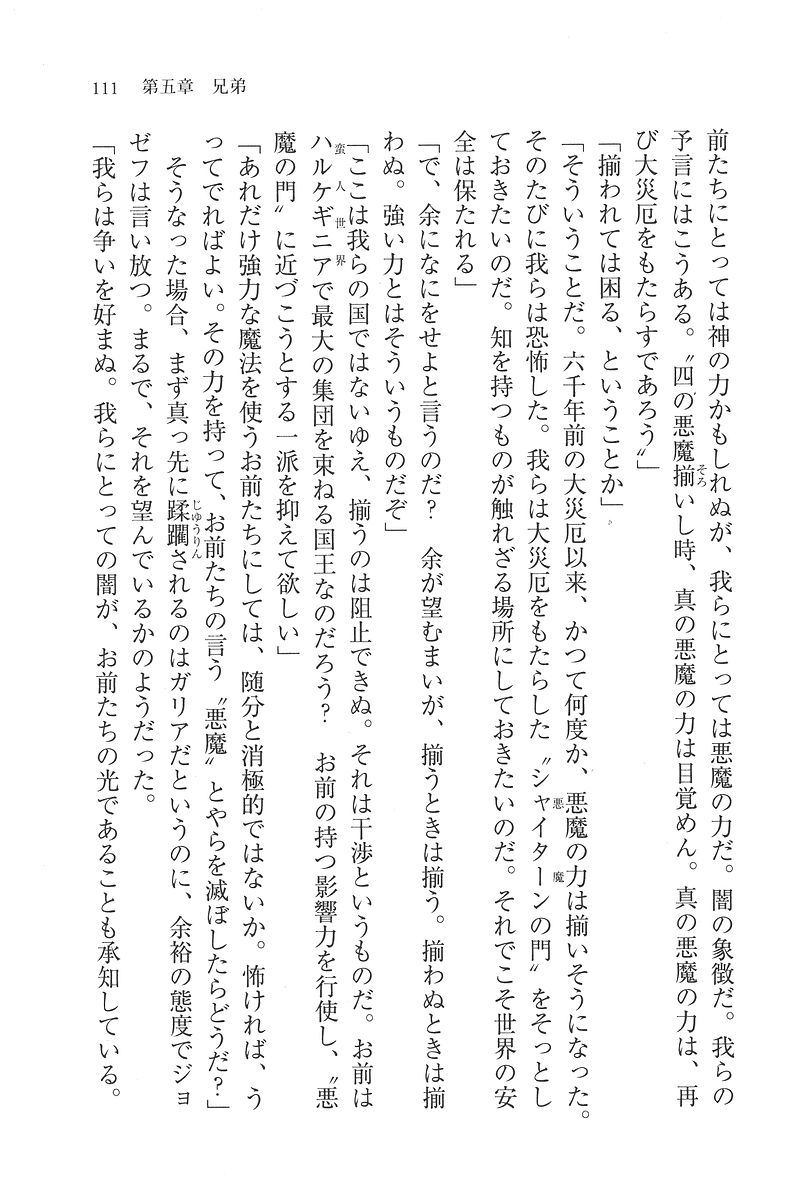 111　第五章　兄弟
前たちにとっては神の力かもしれぬが、我らにとっては悪魔の力だ。闇の象徴だ。我らの
予言にはこうある。〝四の悪魔揃いし時、真の悪魔の力は目覚めん。真の悪魔の力は、再
そろ
び大災厄をもたらすであろう〟」
「揃われては困る、ということか」
「そういうことだ。六千年前の大災厄以来、かつて何度か、悪魔の力は揃いそうになった。
そのたびに我らは恐怖した。我らは大災厄をもたらした〝シャイターンの門〟をそっとし
悪魔
ておきたいのだ。知を持つものが触れざる場所にしておきたいのだ。それでこそ世界の安
全は保たれる」
「で、余になにをせよと言うのだ？　余が望むまいが、揃うときは揃う。揃わぬときは揃
わぬ。強い力とはそういうものだぞ」
「ここは我らの国ではないゆえ、揃うのは阻止できぬ。それは干渉というものだ。お前は
ハルケギニアで最大の集団を束ねる国王なのだろう？　お前の持つ影響力を行使し、〝悪
蛮人世界
魔の門〟に近づこうとする一派を抑えて欲しい」
「あれだけ強力な魔法を使うお前たちにしては、随分と消極的ではないか。怖ければ、う
ってでればよい。その力を持って、お前たちの言う〝悪魔〟とやらを滅ぼしたらどうだ？」
そうなった場合、まず真っ先に蹂躙されるのはガリアだというのに、余裕の態度でジョ
じゅうりん
ゼフは言い放つ。まるで、それを望んでいるかのようだった。
「我らは争いを好まぬ。我らにとっての闇が、お前たちの光であることも承知している。